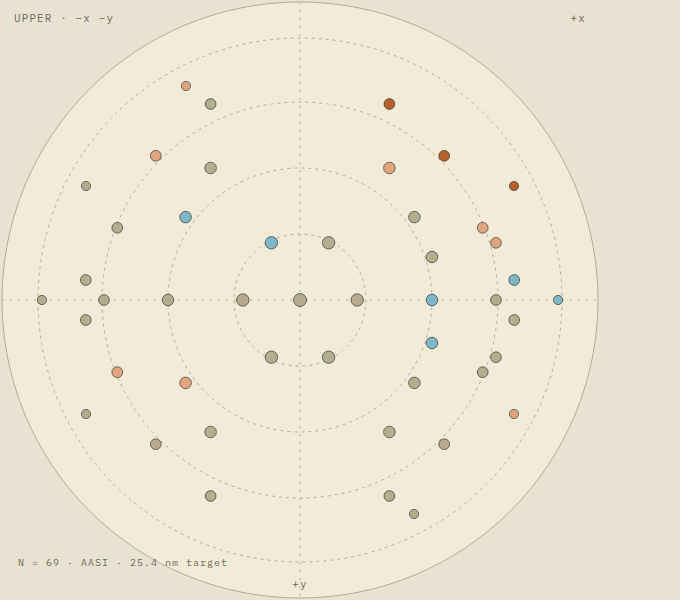 UPPER · −x −y
+x
N = 69 · AASI · 25.4 nm target
+y